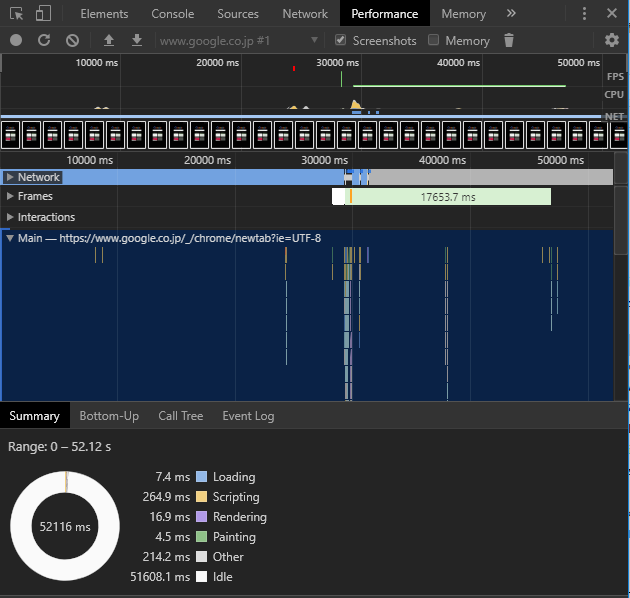 Elements Console Sources Network Performance Memory »
www.google.co.jp #1 Screenshots Memory
10000 ms 20000 ms 30000 ms 40000 ms 50000 ms
FPS
CPU
NET
10000 ms 20000 ms 30000 ms 40000 ms 50000 ms
Network
Frames 17653.7 ms
Interactions
Main — https://www.google.co.jp/_/chrome/newtab?ie=UTF-8
Summary Bottom-Up Call Tree Event Log
Range: 0 – 52.12 s
7.4 ms Loading
264.9 ms Scripting
16.9 ms Rendering
4.5 ms Painting
214.2 ms Other
51608.1 ms Idle
52116 ms